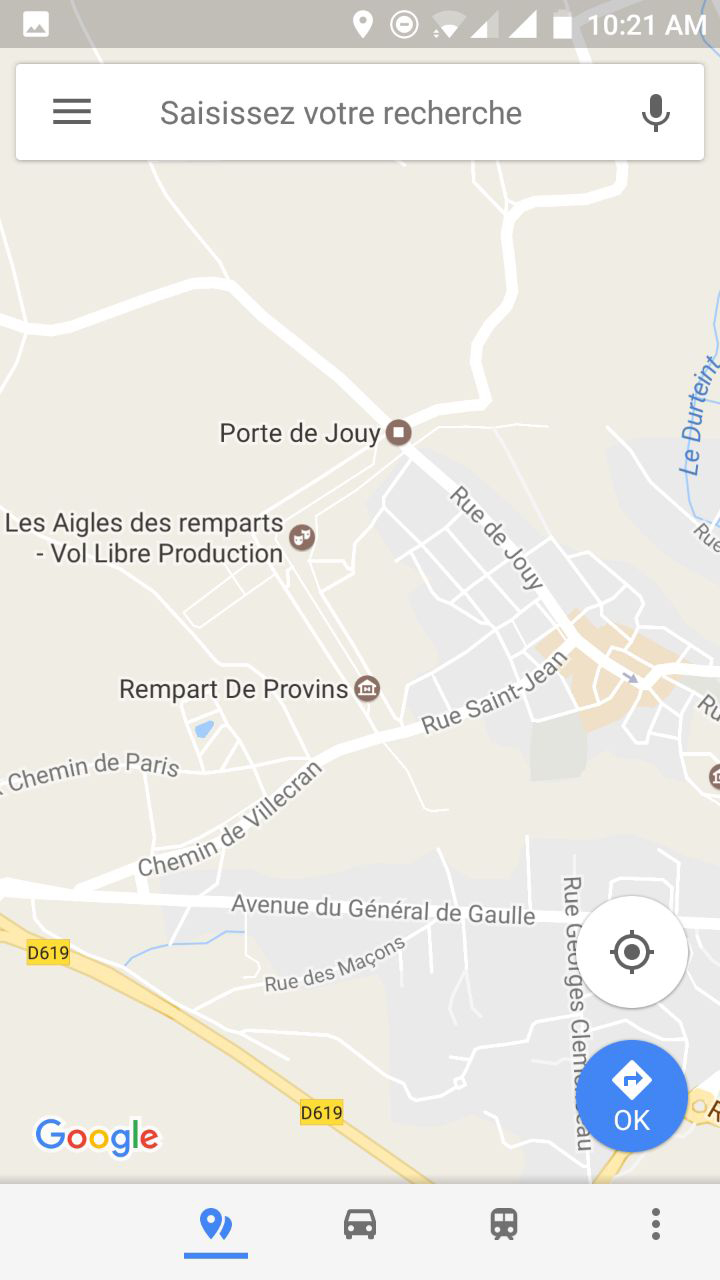 10:21 AM
Saisissez votre recherche
Le Durteint
Porte de Jouy
Rue de Jouy
Les Aigles des remparts
- Vol Libre Production
Rue
Rempart De Provins
Rue Saint-Jean
Ru
Chemin de Paris
Chemin de Villecran
Avenue du Général de Gaulle
Rue Georges Clemenceau
D619
Rue des Maçons
D619
R
OK
Google